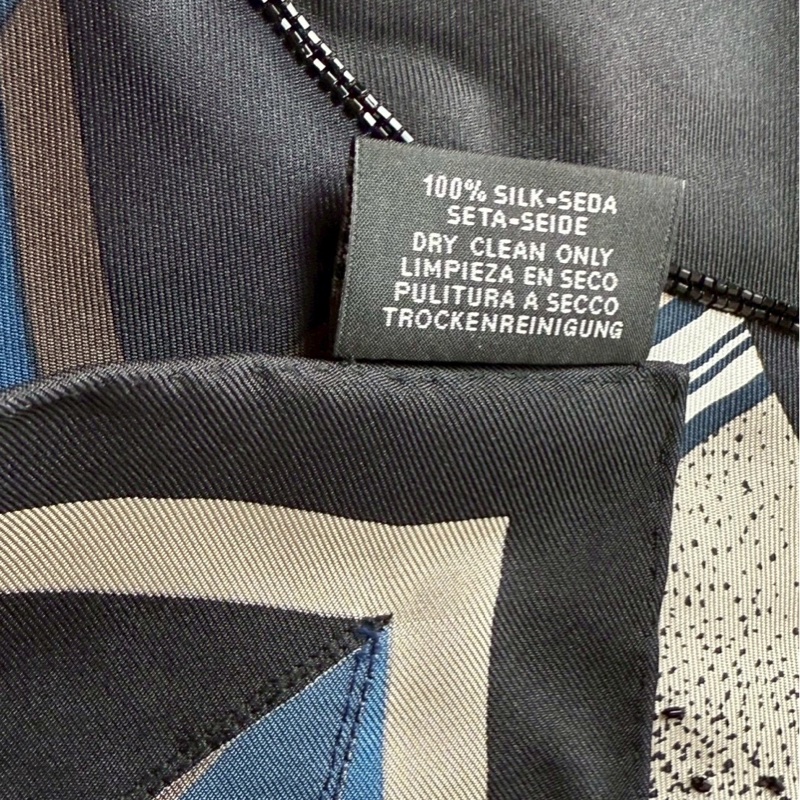 100% SILK-SEDA
SETA-SEIDE
DRY CLEAN ONLY
LIMPIEZA EN SECO
PULITURA A SECCO
TROCKENREINIGUNG